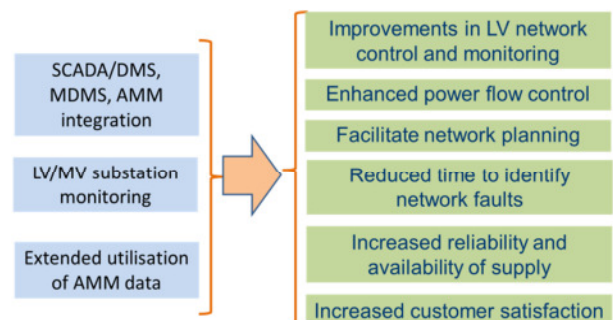 SCADA/DMS,
MDMS, AMM
integration
LV/MV substation
monitoring
Extended utilisation
of AMM data
Improvements in LV network
control and monitoring
Enhanced power flow control
Facilitate network planning
Reduced time to identify
network faults
Increased reliability and
availability of supply
Increased customer satisfaction